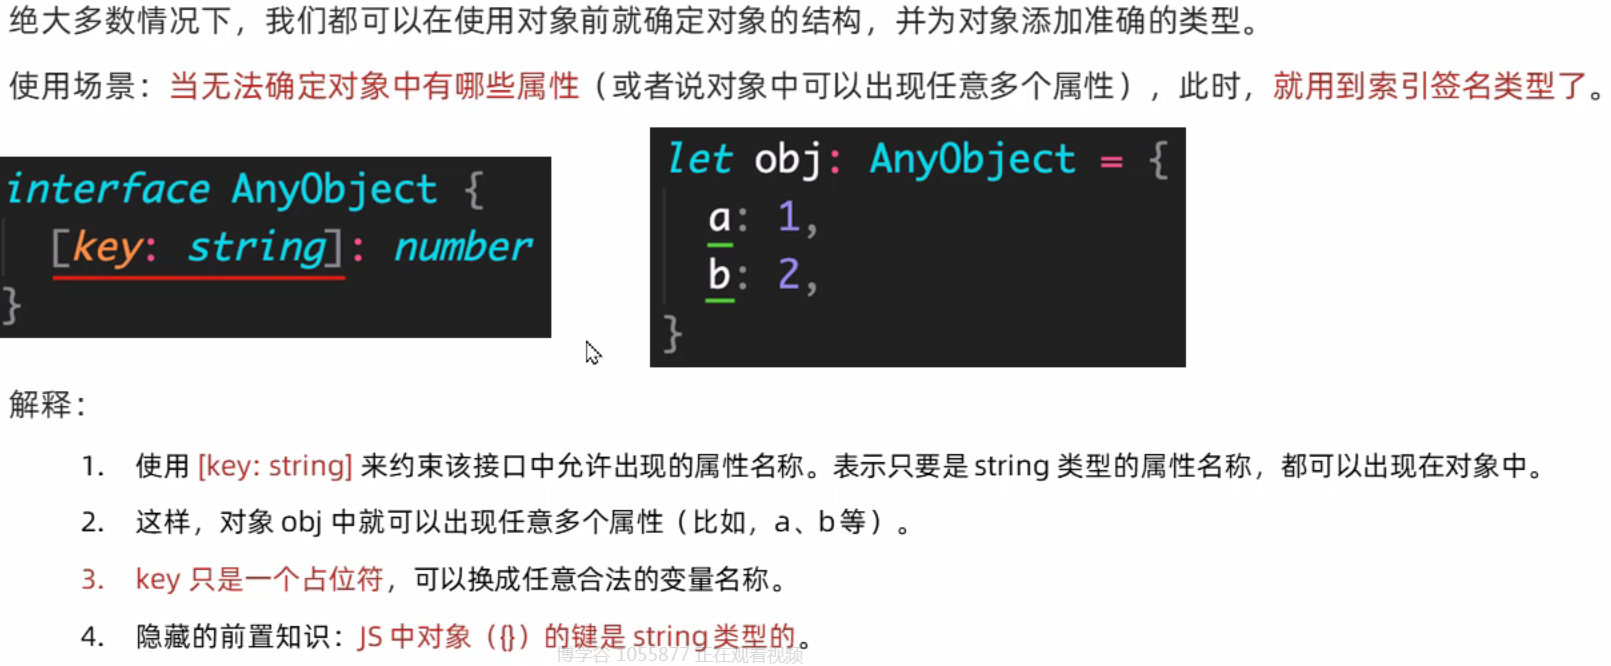 绝大多数情况下，我们都可以在使用对象前就确定对象的结构，并为对象添加准确的类型。
使用场景：当无法确定对象中有哪些属性（或者说对象中可以出现任意多个属性），此时，就用到索引签名类型了。
interface AnyObject {
[key: string]: number
}
let obj: AnyObject = {
a: 1,
b: 2,
}
解释：
1. 使用 [key: string] 来约束该接口中允许出现的属性名称。表示只要是 string 类型的属性名称，都可以出现在对象中。
2. 这样，对象 obj 中就可以出现任意多个属性（比如，a、b 等）。
3. key 只是一个占位符，可以换成任意合法的变量名称。
4. 隐藏的前置知识：JS 中对象（{}）的键是 string 类型的。
博学谷 1055877 正在观看视频